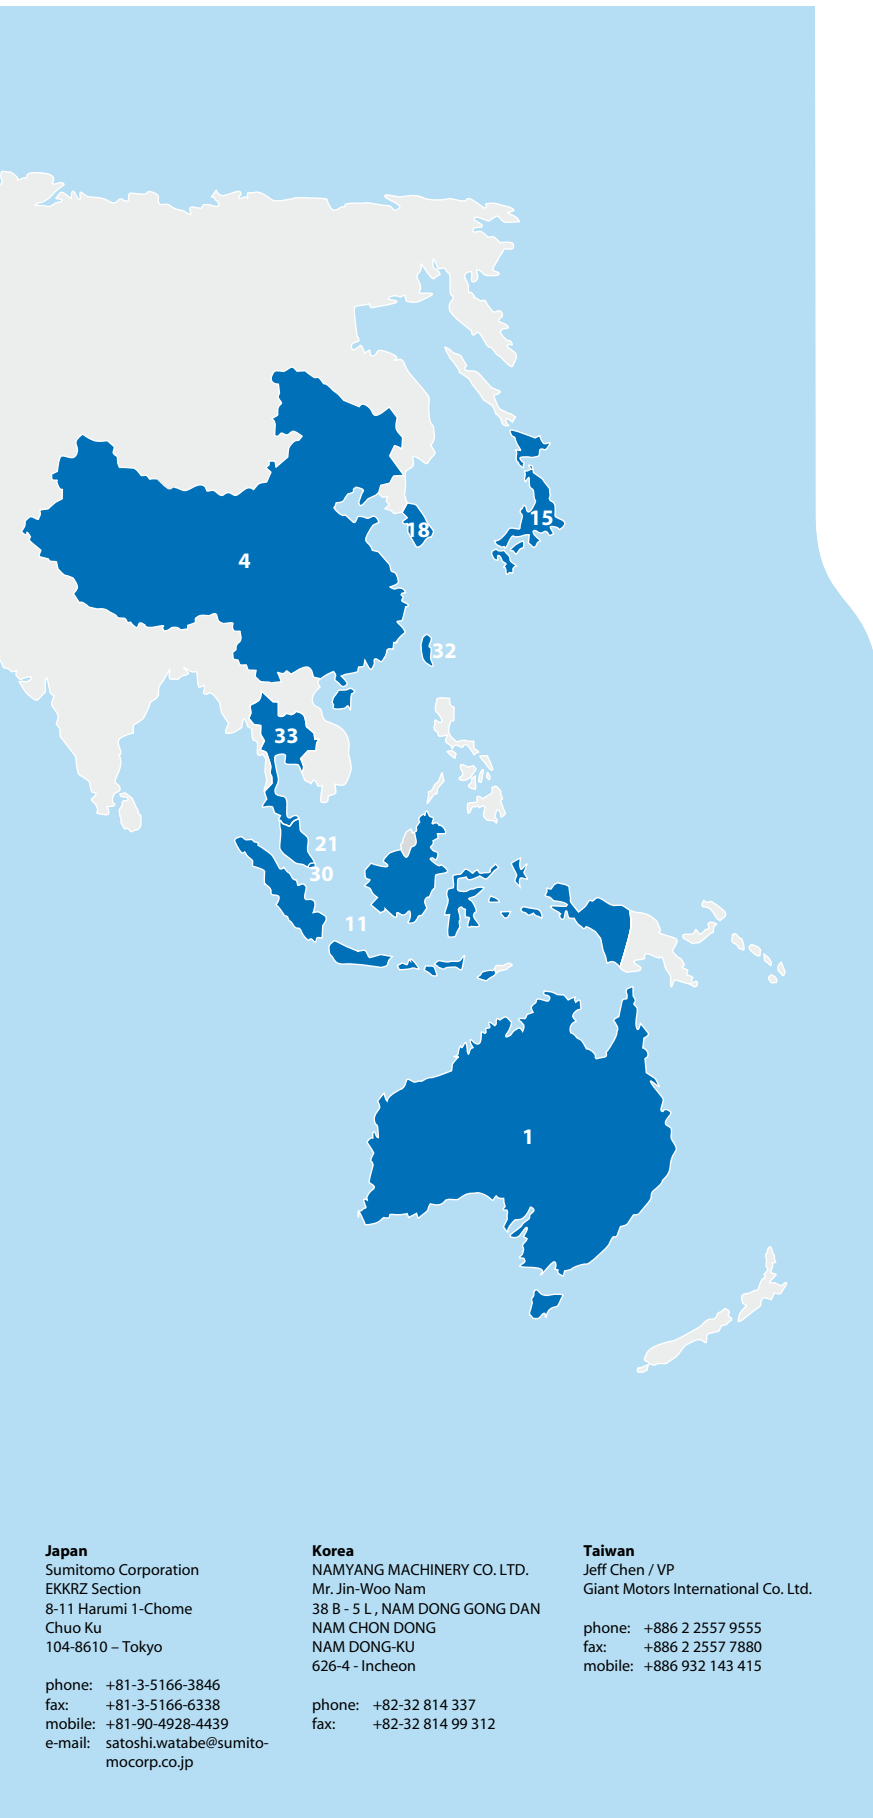 15
18
4
32
33
21
30
11
1
Japan
Sumitomo Corporation
EKKRZ Section
8-11 Harumi 1-Chome
Chuo Ku
104-8610 – Tokyo
phone: +81-3-5166-3846
fax: +81-3-5166-6338
mobile: +81-90-4928-4439
e-mail: satoshi.watabe@sumito-
mocorp.co.jp
Korea
NAMYANG MACHINERY CO. LTD.
Mr. Jin-Woo Nam
38 B - 5 L , NAM DONG GONG DAN
NAM CHON DONG
NAM DONG-KU
626-4 - Incheon
phone: +82-32 814 337
fax: +82-32 814 99 312
Taiwan
Jeff Chen / VP
Giant Motors International Co. Ltd.
phone: +886 2 2557 9555
fax: +886 2 2557 7880
mobile: +886 932 143 415